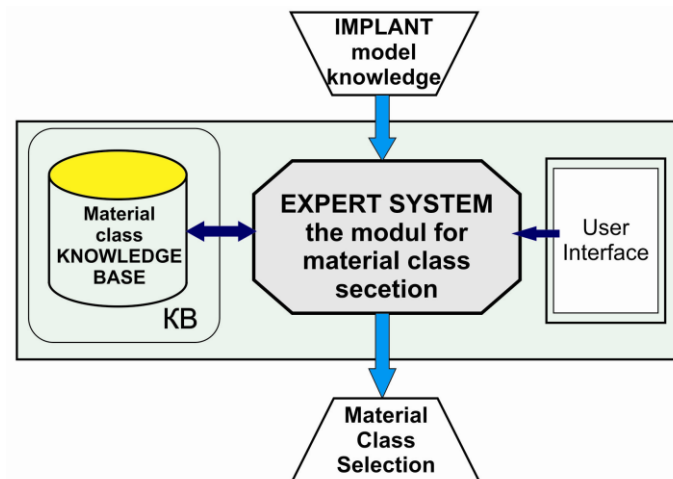 IMPLANT
model
knowledge
Material
class
KNOWLEDGE
BASE
KB
EXPERT SYSTEM
the modul for
material class
secetion
User
Interface
Material
Class
Selection